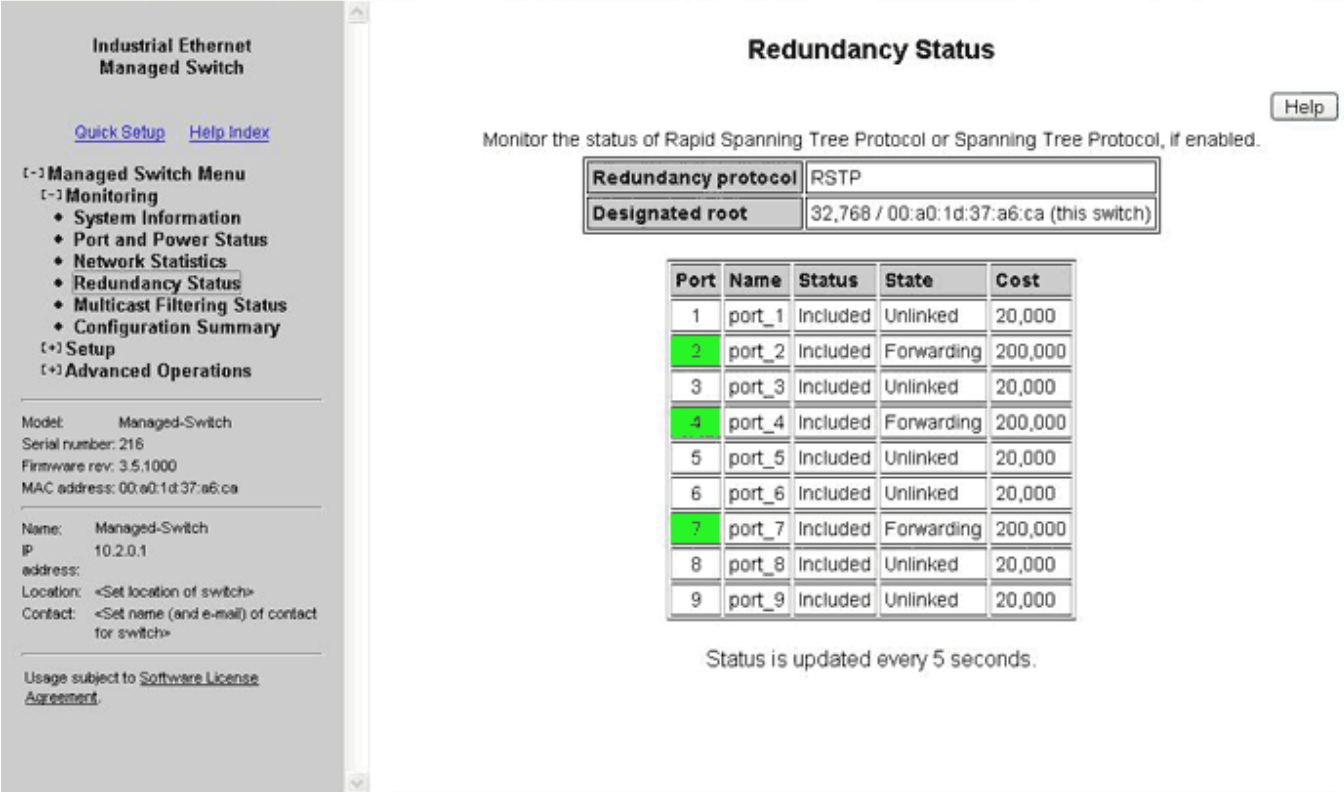 Industrial Ethernet
Managed Switch
Quick Setup Help Index
[-] Managed Switch Menu
[-] Monitoring
System Information
Port and Power Status
Network Statistics
Redundancy Status
Multicast Filtering Status
Configuration Summary
[+] Setup
[+] Advanced Operations
Model: Managed-Switch
Serial number: 216
Firmware rev: 3.5.1000
MAC address: 00:a0:1d:37:a6:ca
Name: Managed-Switch
IP address: 10.2.0.1
Location: <Set location of switch>
Contact: <Set name (and e-mail) of contact
for switch>
Usage subject to Software License
Agreement.
Redundancy Status
Help
Monitor the status of Rapid Spanning Tree Protocol or Spanning Tree Protocol, if enabled.
Redundancy protocol RSTP
Designated root 32,768 / 00:a0:1d:37:a6:ca (this switch)
Port Name Status State Cost
1 port_1 Included Unlinked 20,000
2 port_2 Included Forwarding 200,000
3 port_3 Included Unlinked 20,000
4 port_4 Included Forwarding 200,000
5 port_5 Included Unlinked 20,000
6 port_6 Included Unlinked 20,000
7 port_7 Included Forwarding 200,000
8 port_8 Included Unlinked 20,000
9 port_9 Included Unlinked 20,000
Status is updated every 5 seconds.